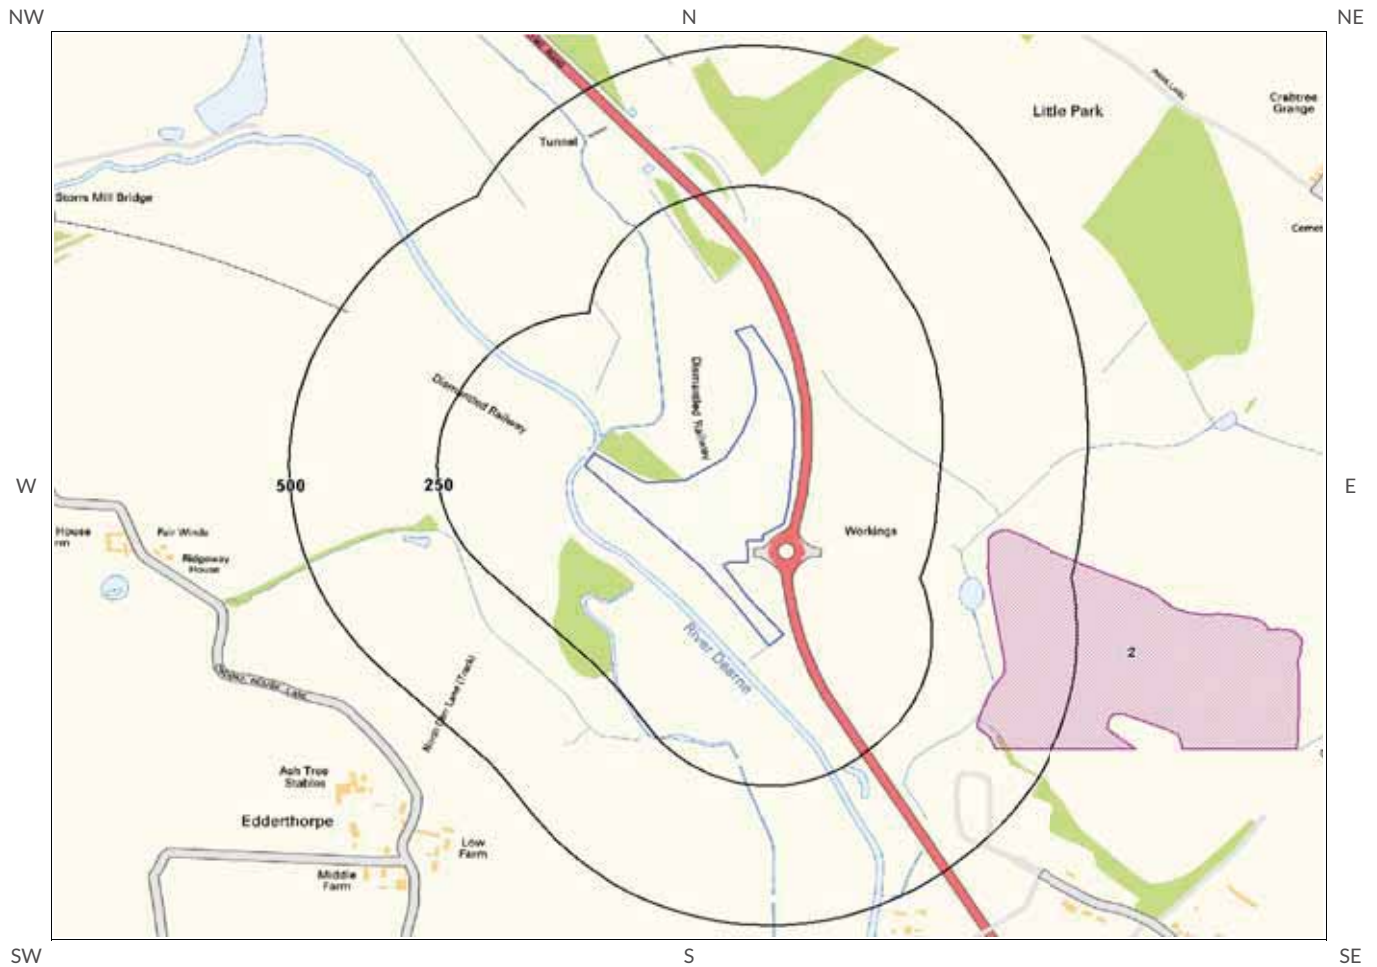 NW
N
NE
Little Park
Crabtree
Grange
Tunnel
Storrs Mill Bridge
Cemet
Dismantled Railway
Dismantled Railway
W
500
250
E
House
rm
Fair Winds
Ridgeway
House
Workings
2
River Dearne
Ash Tree
Stables
Edderthorpe
Low
Farm
Middle
Farm
SW
S
SE